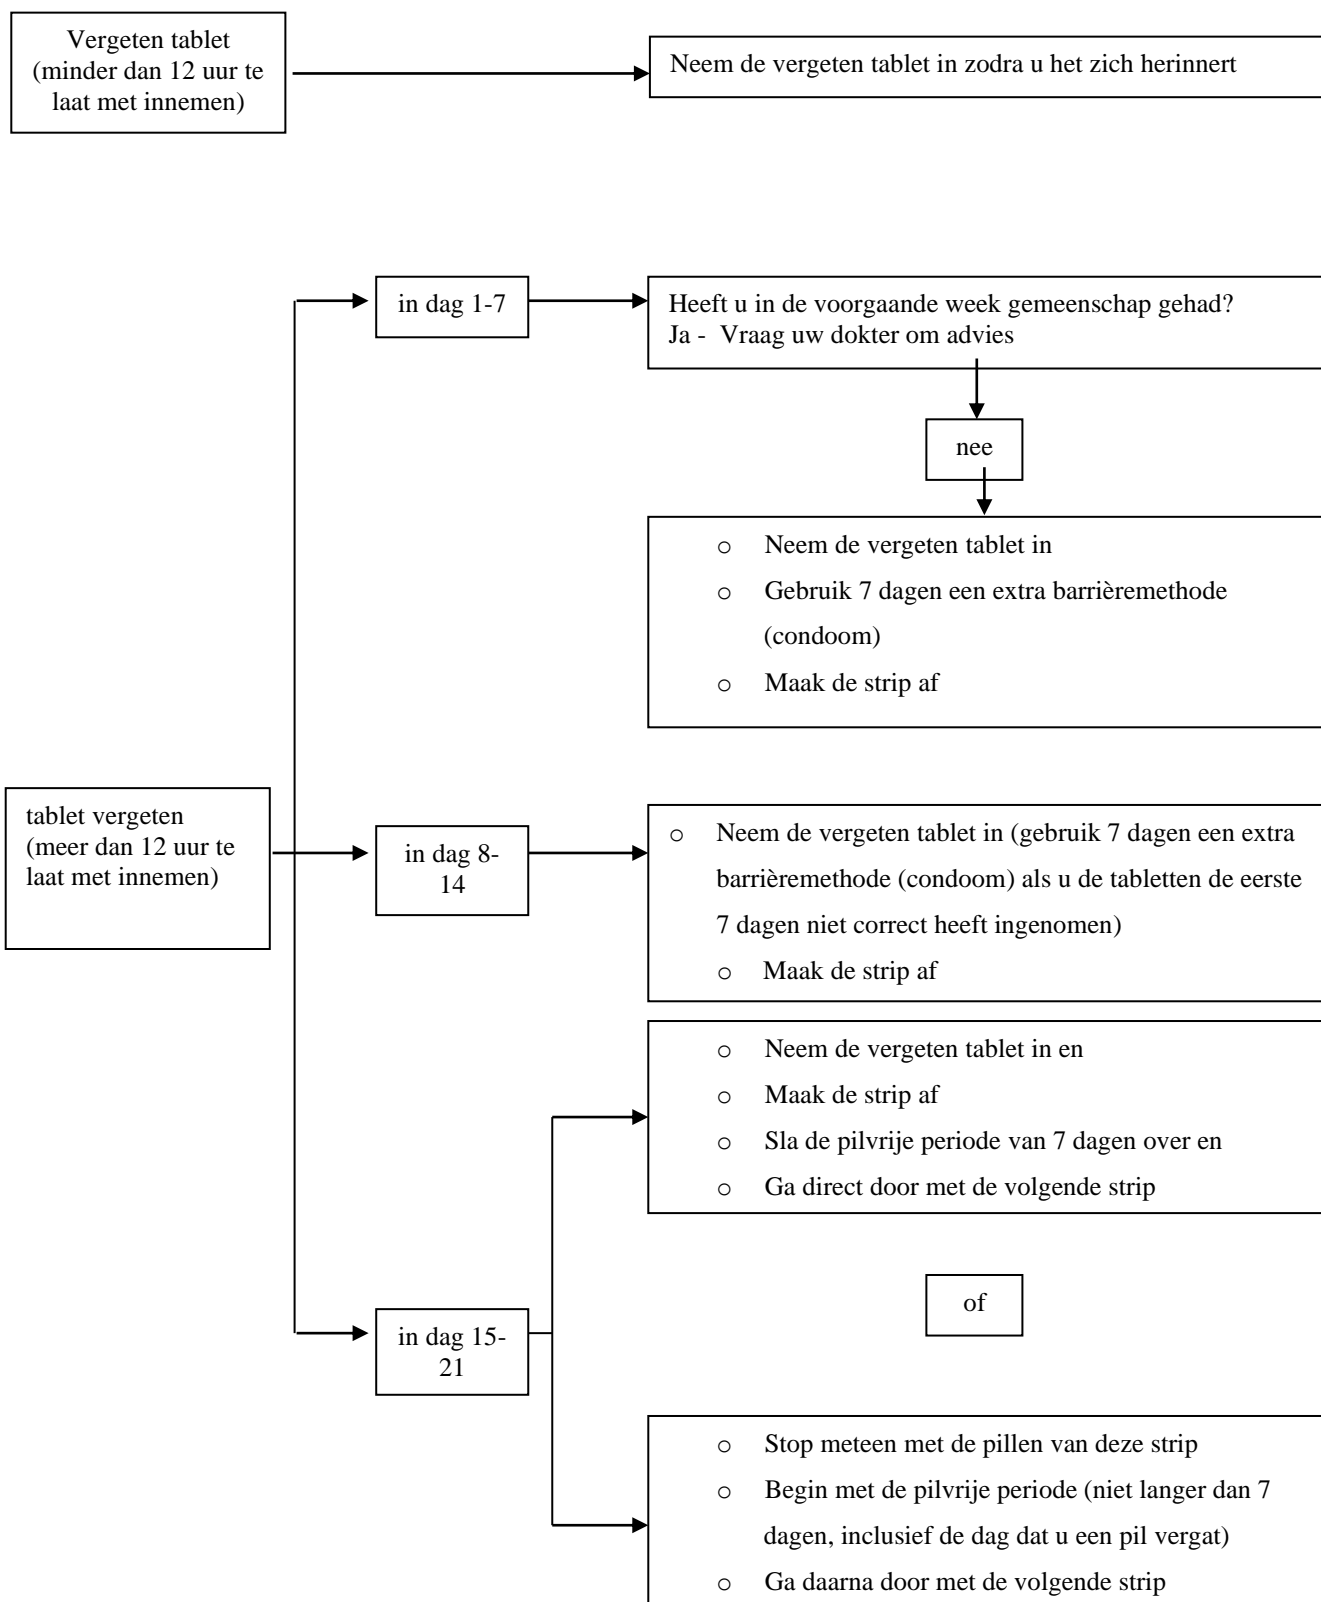 Vergeten tablet
(minder dan 12 uur te
laat met innemen)
Neem de vergeten tablet in zodra u het zich herinnert
in dag 1-7
Heeft u in de voorgaande week gemeenschap gehad?
Ja - Vraag uw dokter om advies
nee
o Neem de vergeten tablet in
o Gebruik 7 dagen een extra barrièremethode
(condoom)
o Maak de strip af
tablet vergeten
(meer dan 12 uur te
laat met innemen)
in dag 8-
14
o Neem de vergeten tablet in (gebruik 7 dagen een extra
barrièremethode (condoom) als u de tabletten de eerste
7 dagen niet correct heeft ingenomen)
o Maak de strip af
o Neem de vergeten tablet in en
o Maak de strip af
o Sla de pilvrije periode van 7 dagen over en
o Ga direct door met de volgende strip
of
in dag 15-
21
o Stop meteen met de pillen van deze strip
o Begin met de pilvrije periode (niet langer dan 7
dagen, inclusief de dag dat u een pil vergat)
o Ga daarna door met de volgende strip